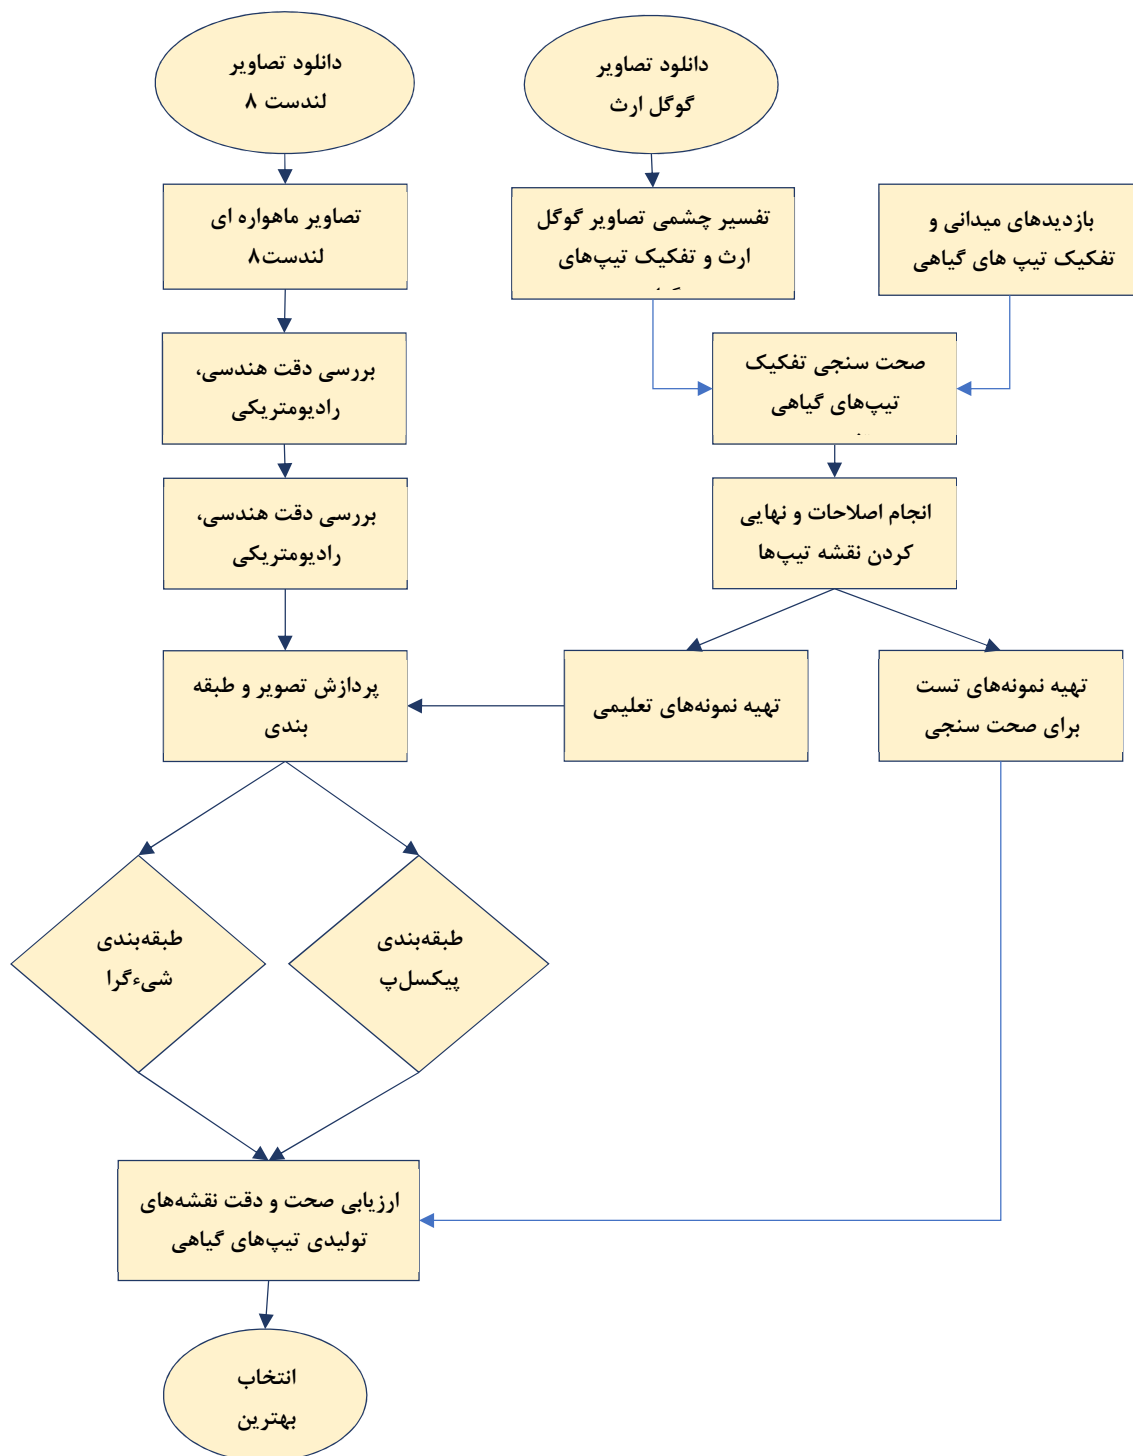 دانلود تصاویر
لندست ۸
دانلود تصاویر
گوگل ارث
تصاویر ماهواره ای
لندست۸
تفسیر چشمی تصاویر گوگل
ارث و تفکیک تیپ‌های
بازدیدهای میدانی و
تفکیک تیپ های گیاهی
بررسی دقت هندسی،
رادیومتریکی
صحت سنجی تفکیک
تیپ‌های گیاهی
بررسی دقت هندسی،
رادیومتریکی
انجام اصلاحات و نهایی
کردن نقشه تیپ‌ها
پردازش تصویر و طبقه
بندی
تهیه نمونه‌های تعلیمی
تهیه نمونه‌های تست
برای صحت سنجی
طبقه‌بندی
شیءگرا
طبقه‌بندی
پیکسل‌پ
ارزیابی صحت و دقت نقشه‌های
تولیدی تیپ‌های گیاهی
انتخاب
بهترین